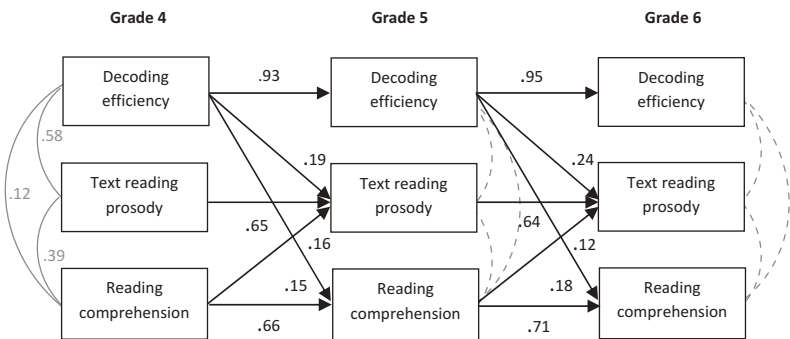 Grade 4 Grade 5 Grade 6
Decoding efficiency
.93
Decoding efficiency
.95
Decoding efficiency
.58
.19
.24
.12
Text reading prosody
Text reading prosody
Text reading prosody
.65
.64
.39
.16
.12
Reading comprehension
.15
Reading comprehension
.18
Reading comprehension
.66
.71